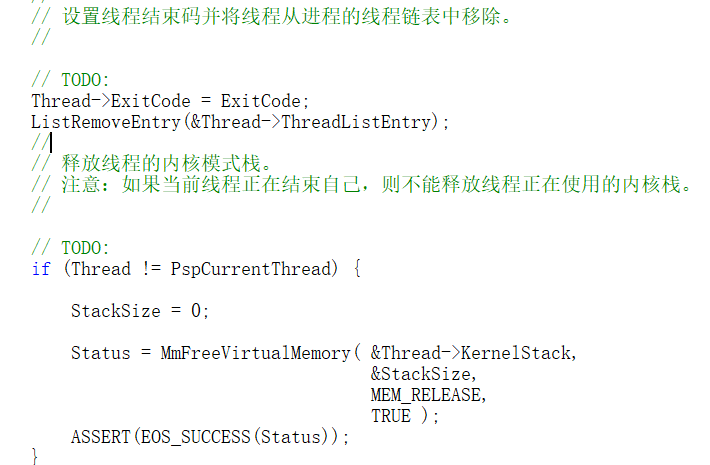 //
// 设置线程结束码并将线程从进程的线程链表中移除。
//
// TODO:
Thread->ExitCode = ExitCode;
ListRemoveEntry(&Thread->ThreadListEntry);
//
// 释放线程的内核模式栈。
// 注意：如果当前线程正在结束自己，则不能释放线程正在使用的内核栈。
//
// TODO:
if (Thread != PspCurrentThread) {
StackSize = 0;
Status = MmFreeVirtualMemory( &Thread->KernelStack,
&StackSize,
MEM_RELEASE,
TRUE );
ASSERT(EOS_SUCCESS(Status));
}